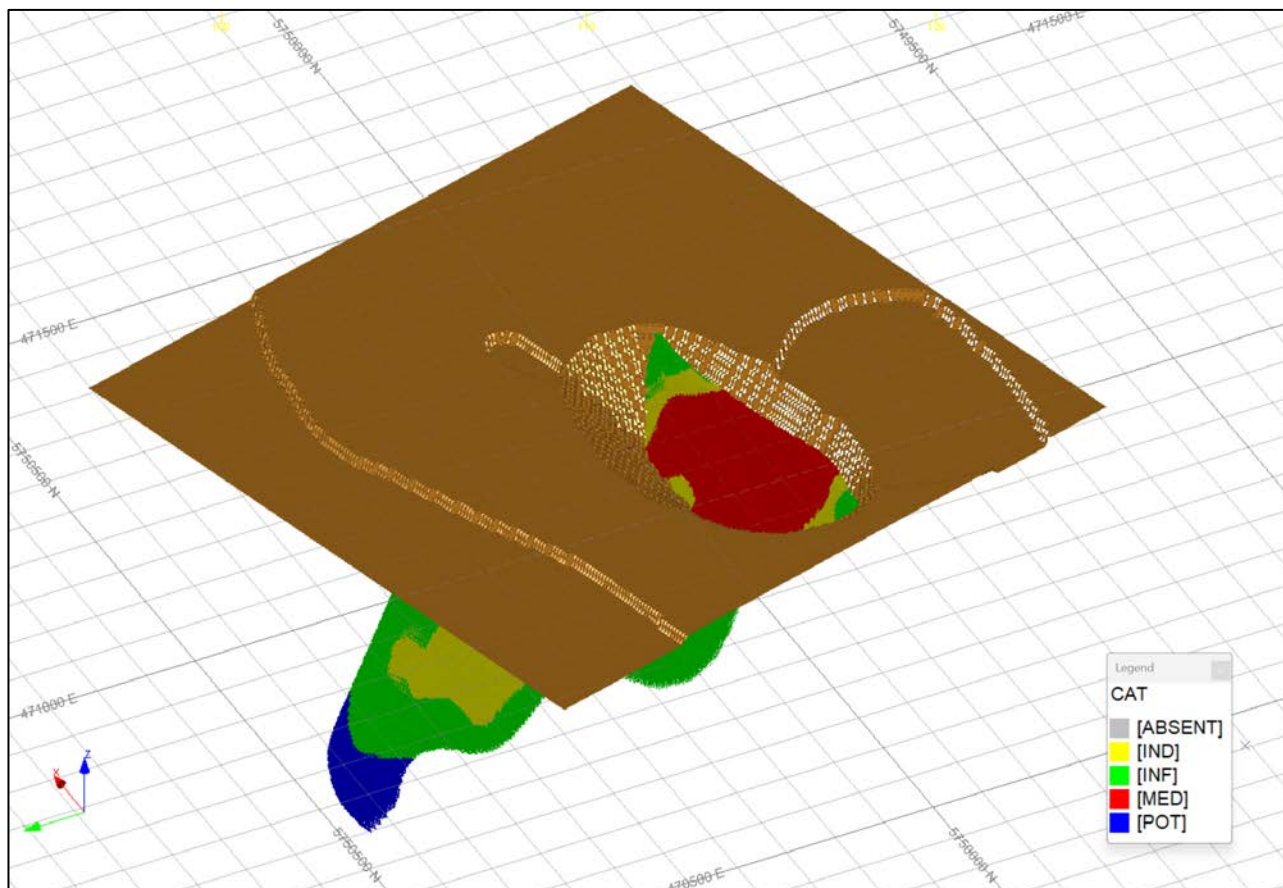 5750000 N
5749500 N
471500 E
471500 E
5750500 N
471000 E
Z
X
Y
5750500 N
470500 E
5750000 N
Legend
CAT
[ABSENT]
[IND]
[INF]
[MED]
[POT]